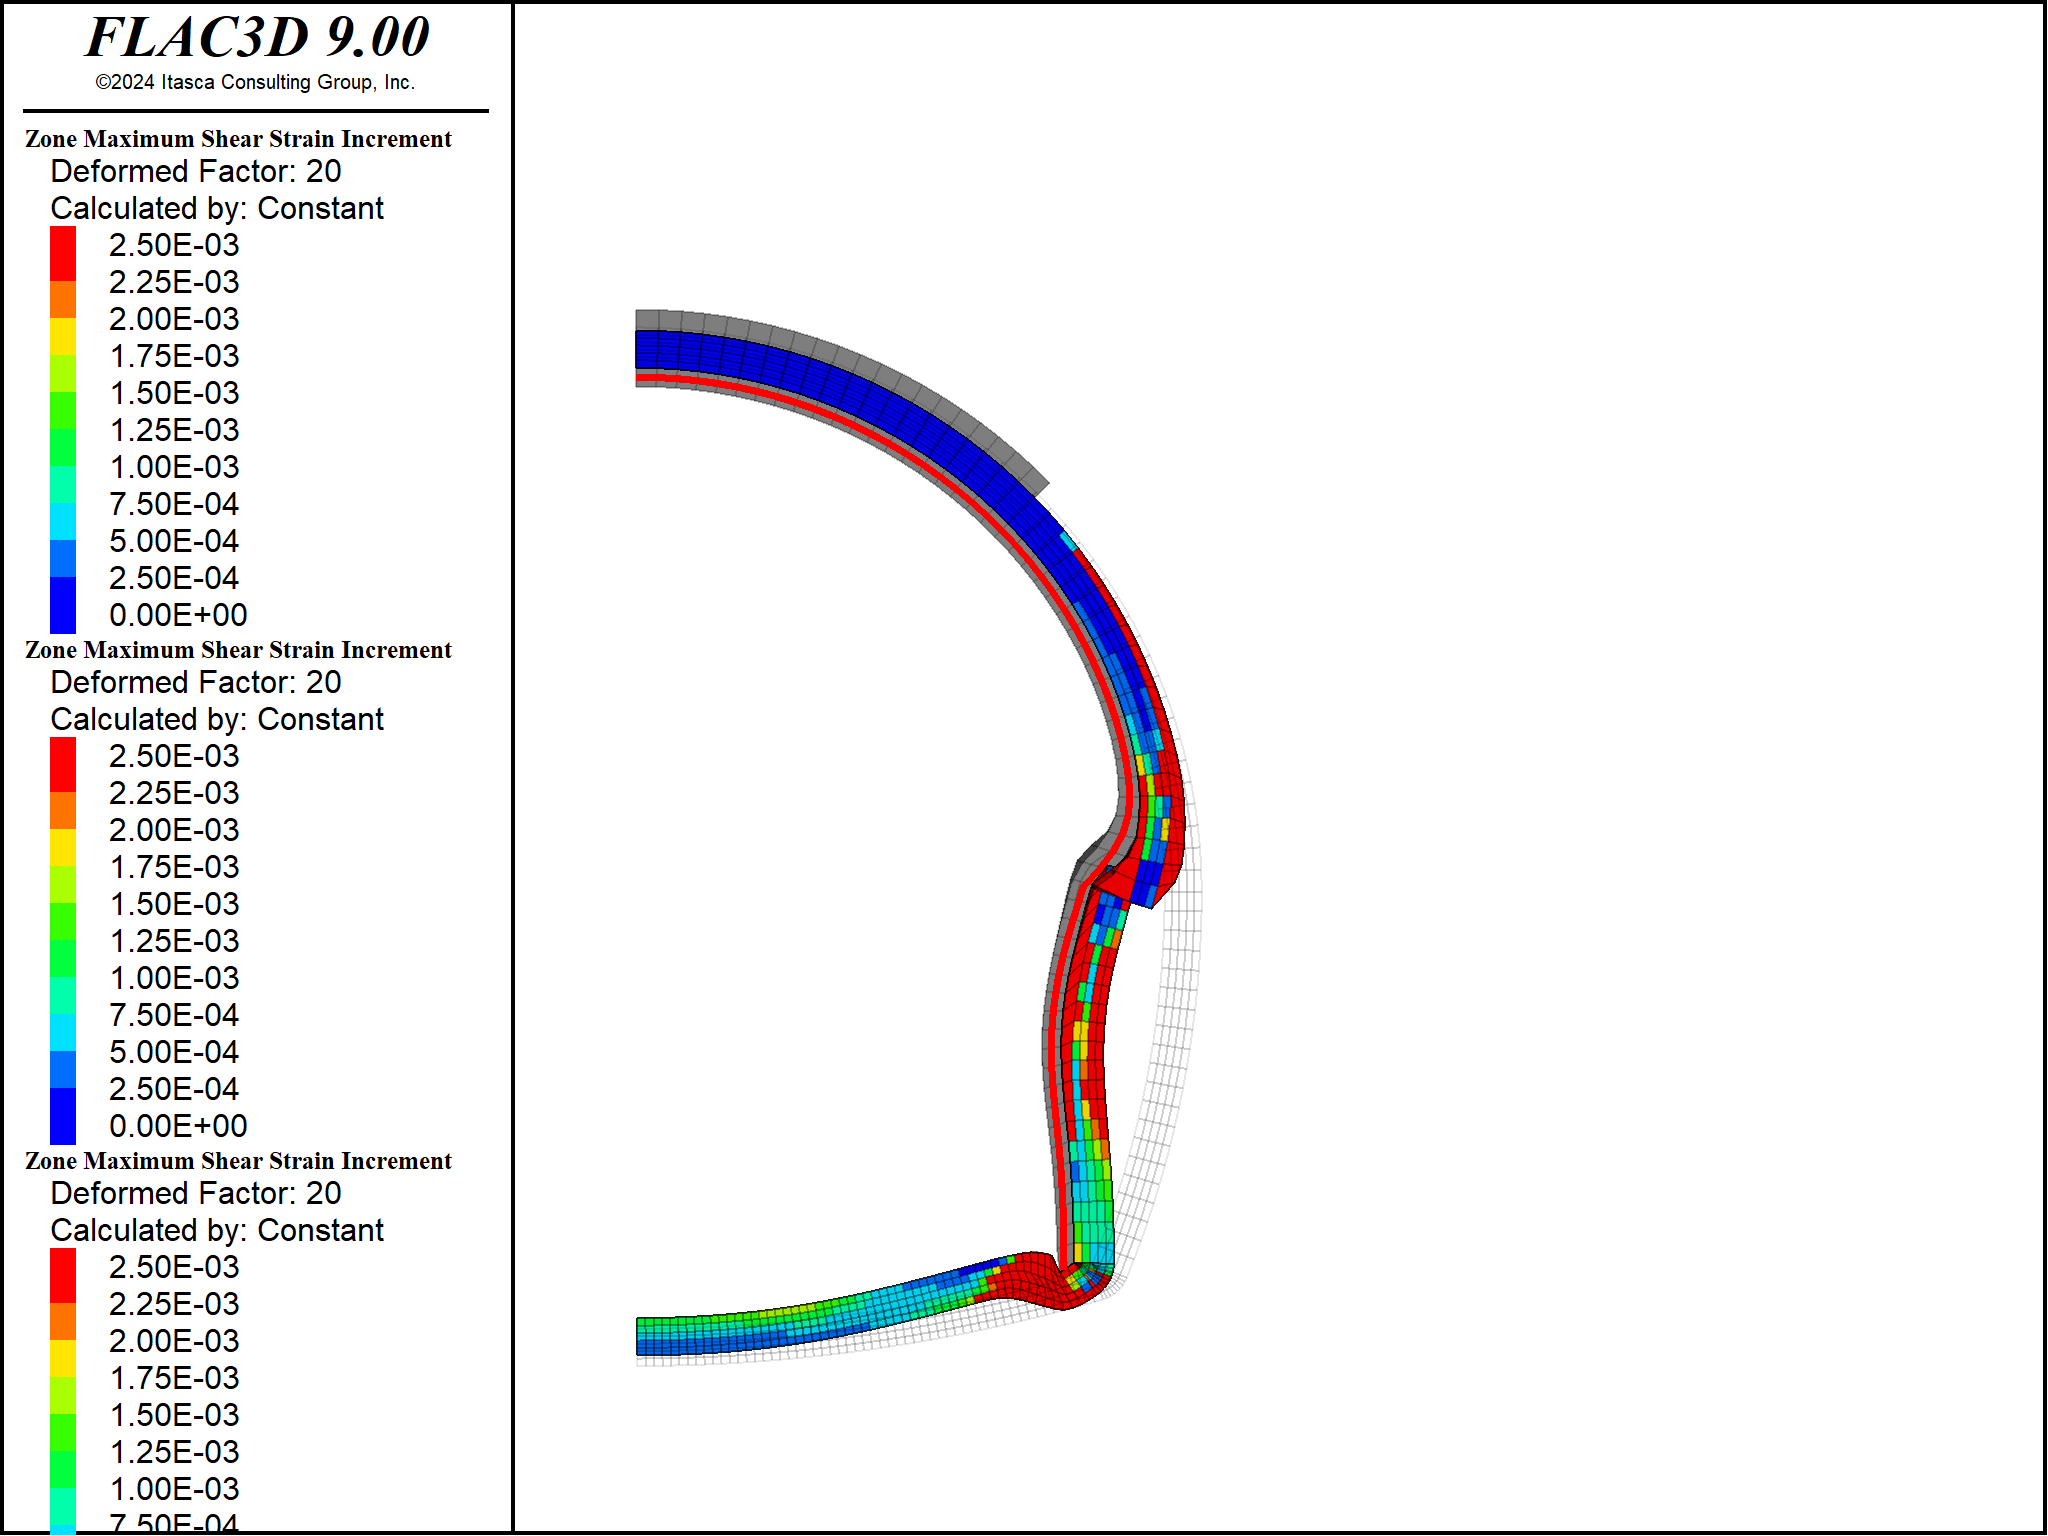 FLAC3D 9.00
©2024 Itasca Consulting Group, Inc.
Zone Maximum Shear Strain Increment
Deformed Factor: 20
Calculated by: Constant
2.50E-03
2.25E-03
2.00E-03
1.75E-03
1.50E-03
1.25E-03
1.00E-03
7.50E-04
5.00E-04
2.50E-04
0.00E+00
Zone Maximum Shear Strain Increment
Deformed Factor: 20
Calculated by: Constant
2.50E-03
2.25E-03
2.00E-03
1.75E-03
1.50E-03
1.25E-03
1.00E-03
7.50E-04
5.00E-04
2.50E-04
0.00E+00
Zone Maximum Shear Strain Increment
Deformed Factor: 20
Calculated by: Constant
2.50E-03
2.25E-03
2.00E-03
1.75E-03
1.50E-03
1.25E-03
1.00E-03
7.50E-04